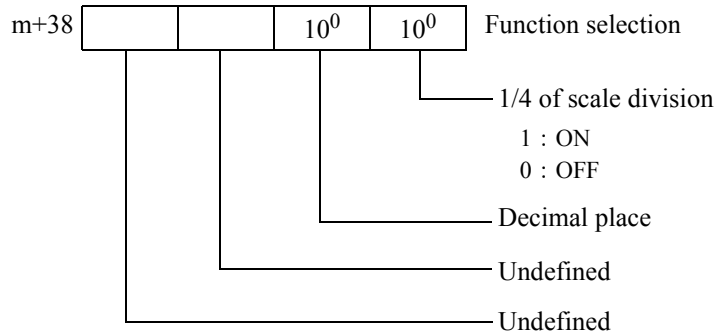 m+38 10⁰ 10⁰ Function selection
1/4 of scale division
1 : ON
0 : OFF
Decimal place
Undefined
Undefined